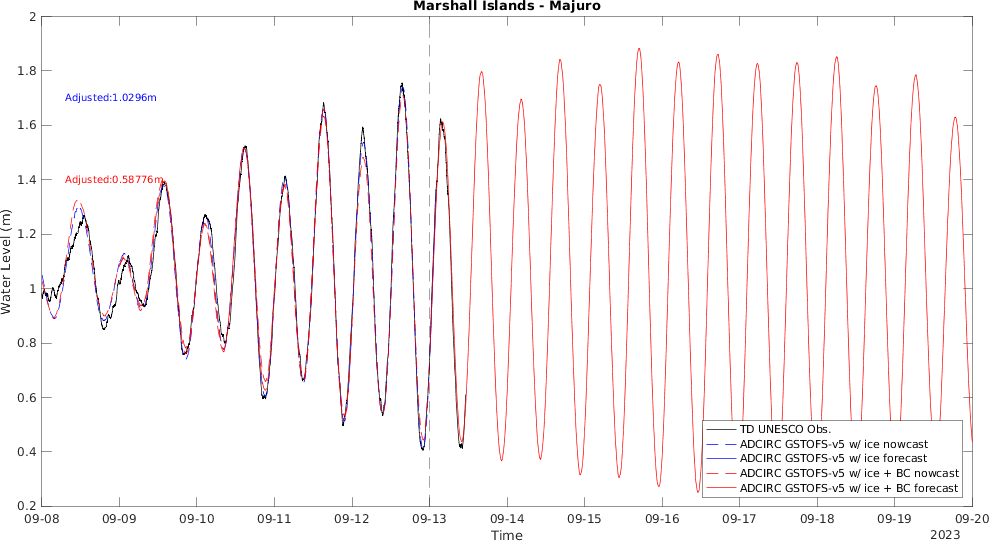 Marshall Islands - Majuro
2
1.8
1.6
1.4
1.2
1
0.8
0.6
0.4
0.2
Water Level (m)
Adjusted:1.0296m
Adjusted:0.58776m
TD UNESCO Obs.
ADCIRC GSTOFS-v5 w/ ice nowcast
ADCIRC GSTOFS-v5 w/ ice forecast
ADCIRC GSTOFS-v5 w/ ice + BC nowcast
ADCIRC GSTOFS-v5 w/ ice + BC forecast
09-08 09-09 09-10 09-11 09-12 09-13 09-14 09-15 09-16 09-17 09-18 09-19 09-20
Time
2023